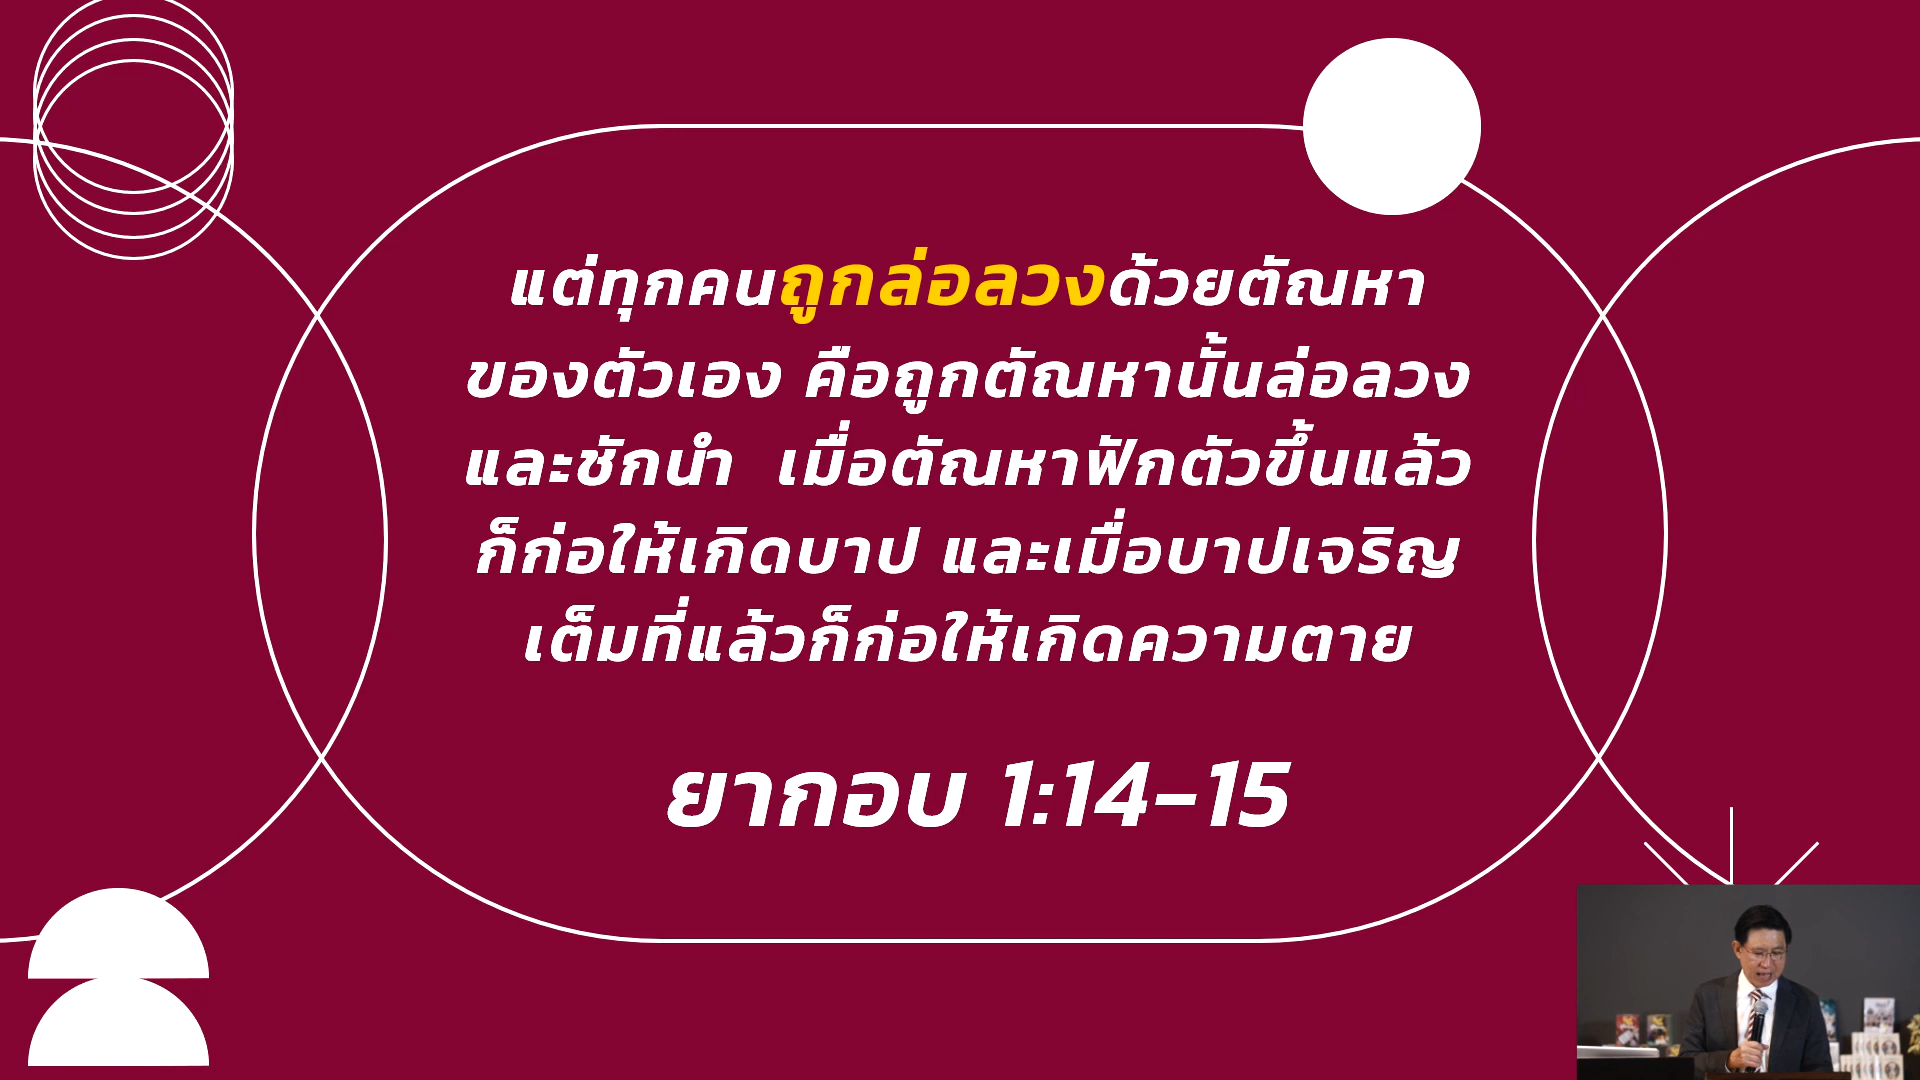 แต่ทุกคนถูกล่อลวงด้วยตัณหา
ของตัวเอง คือถูกตัณหานั้นล่อลวง
และชักนำ เมื่อตัณหาฟักตัวขึ้นแล้ว
ก็ก่อให้เกิดบาป และเมื่อบาปเจริญ
เต็มที่แล้วก็ก่อให้เกิดความตาย
ยากอบ 1:14-15